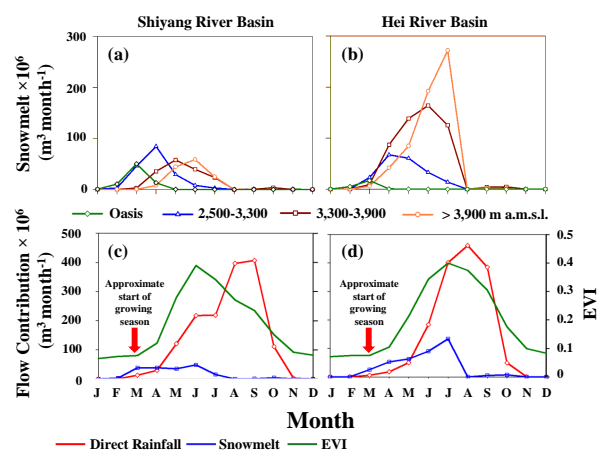 Shiyang River Basin
Hei River Basin
Snowmelt ×10⁶
(m³ month⁻¹)
300
200
100
0
(a)
(b)
Oasis
2,500-3,300
3,300-3,900
> 3,900 m a.m.s.l.
Flow Contribution × 10⁶
(m³ month⁻¹)
500
400
300
200
100
0
(c)
Approximate
start of
growing
season
J F M A M J J A S O N D
(d)
Approximate
start of
growing
season
J F M A M J J A S O N D
0.5
0.4
0.3
0.2
0.1
0
EVI
Month
Direct Rainfall
Snowmelt
EVI